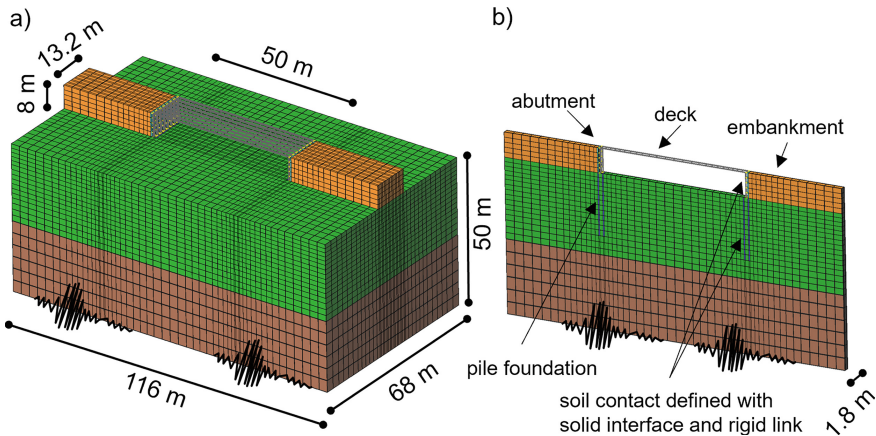 a)
13.2 m
50 m
8 m
50 m
116 m
68 m
b)
abutment
deck
embankment
pile foundation
soil contact defined with
solid interface and rigid link
1.8 m